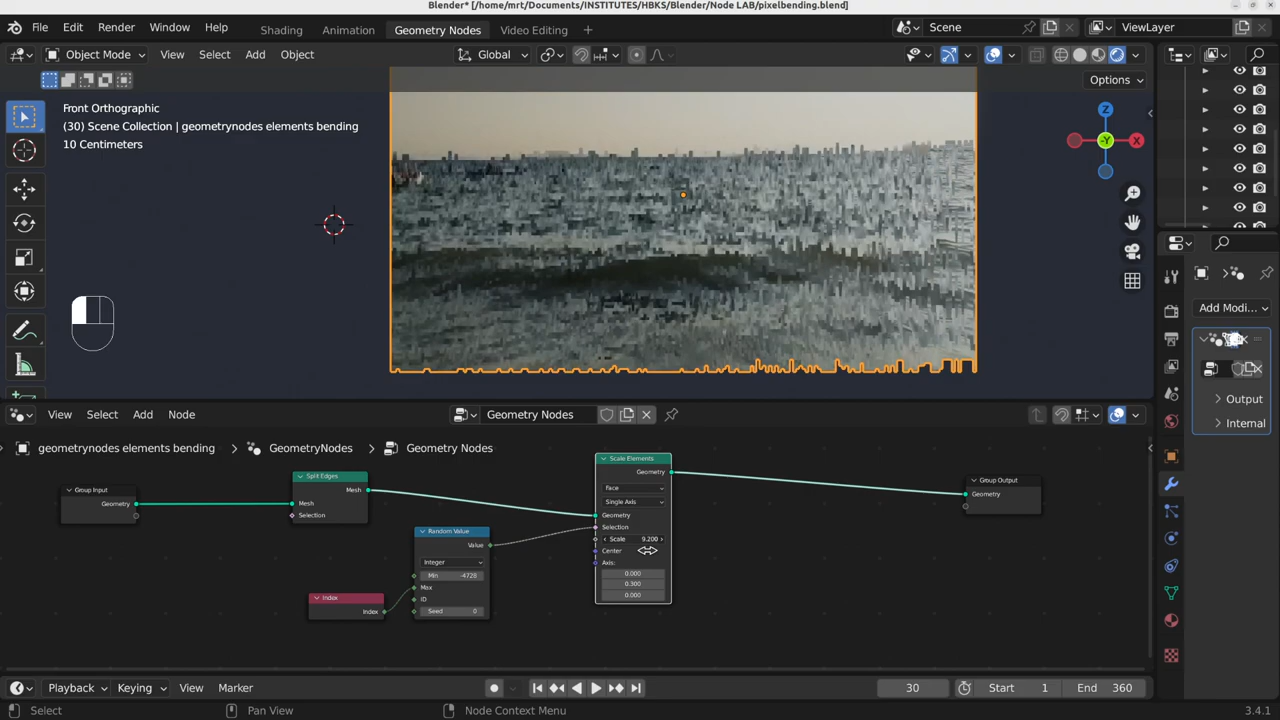 Blender* [/home/mrt/Documents/INSTITUTES/HBKS/Blender/Node LAB/pixelbending.blend]
File Edit Render Window Help Shading Animation Geometry Nodes Video Editing + Scene ViewLayer
Object Mode View Select Add Object Global
Options
Front Orthographic
(30) Scene Collection | geometrynodes elements bending
10 Centimeters
Z
X
-Y
Add Modi...
Output
Internal
View Select Add Node Geometry Nodes
geometrynodes elements bending > GeometryNodes > Geometry Nodes
Group Input
Geometry
Split Edges
Mesh
Mesh
Selection
Random Value
Value
Integer
Min -4728
Max
ID
Seed 0
Index
Index
Scale Elements
Geometry
Face
Single Axis
Geometry
Selection
Scale 9.200
Center
Axis:
0.000
0.300
0.000
Group Output
Geometry
Playback Keying View Marker 30 Start 1 End 360
Select Pan View Node Context Menu 3.4.1